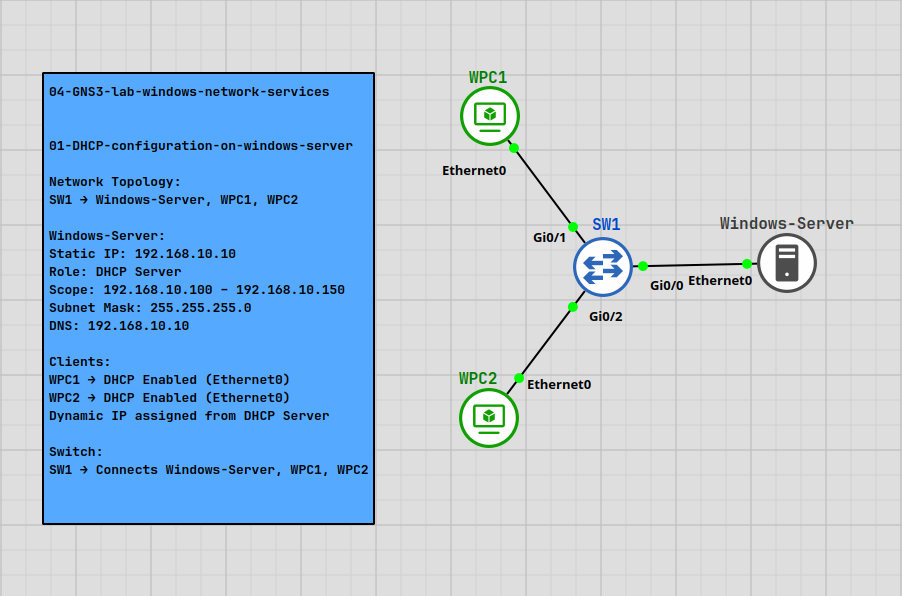 04-GNS3-lab-windows-network-services
01-DHCP-configuration-on-windows-server
Network Topology:
SW1 → Windows-Server, WPC1, WPC2
Windows-Server:
Static IP: 192.168.10.10
Role: DHCP Server
Scope: 192.168.10.100 – 192.168.10.150
Subnet Mask: 255.255.255.0
DNS: 192.168.10.10
Clients:
WPC1 → DHCP Enabled (Ethernet0)
WPC2 → DHCP Enabled (Ethernet0)
Dynamic IP assigned from DHCP Server
Switch:
SW1 → Connects Windows-Server, WPC1, WPC2
WPC1
Ethernet0
Gi0/1
SW1
Windows-Server
Gi0/0
Ethernet0
Gi0/2
WPC2
Ethernet0